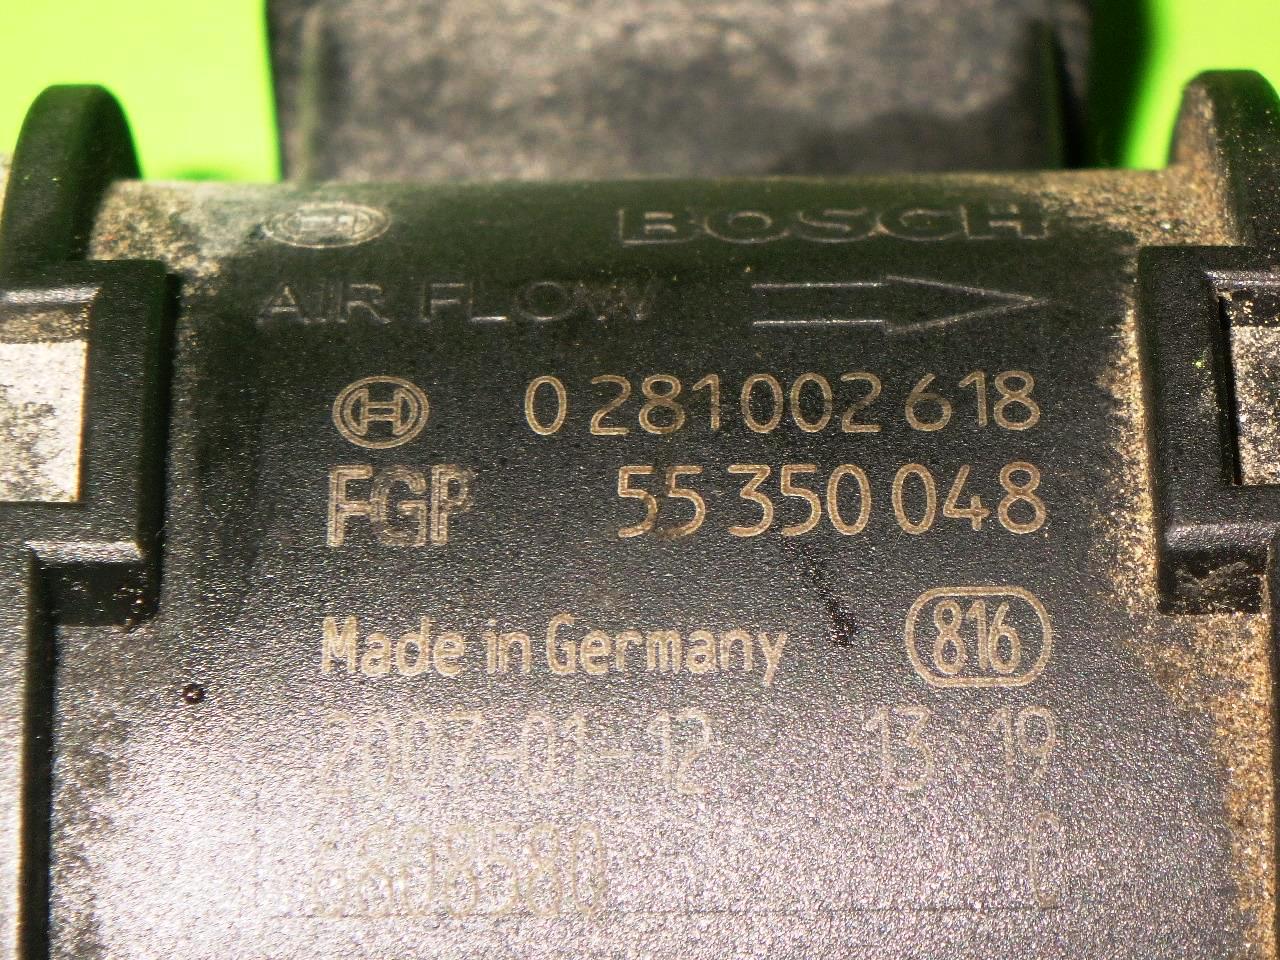 BOSCH
AIR FLOW
0 281 002 618
FGP 55 350 048
Made in Germany 816
2007-01-12 13 19